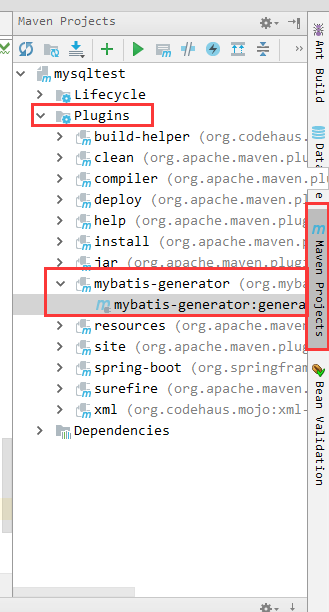 Maven Projects
mysqltest
Lifecycle
Plugins
build-helper (org.codehaus
clean (org.apache.maven.plug
compiler (org.apache.maven.p
deploy (org.apache.maven.plu
help (org.apache.maven.plugi
install (org.apache.maven.pl
jar (org.apache.maven.plugin
mybatis-generator (org.myba
mybatis-generator:genera
resources (org.apache.maven
site (org.apache.maven.plugi
spring-boot (org.springfram
surefire (org.apache.maven.
xml (org.codehaus.mojo:xml-
Dependencies
Ant Build
Maven Projects
Bean Validation